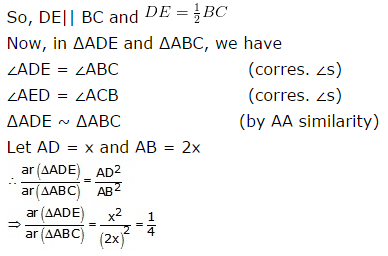 So, DE|| BC and DE = 1/2 BC
Now, in ΔADE and ΔABC, we have
∠ADE = ∠ABC (corres. ∠s)
∠AED = ∠ACB (corres. ∠s)
ΔADE ~ ΔABC (by AA similarity)
Let AD = x and AB = 2x
∴ ar(ΔADE)/ar(ΔABC) = AD²/AB²
⇒ ar(ΔADE)/ar(ΔABC) = x²/(2x)² = 1/4